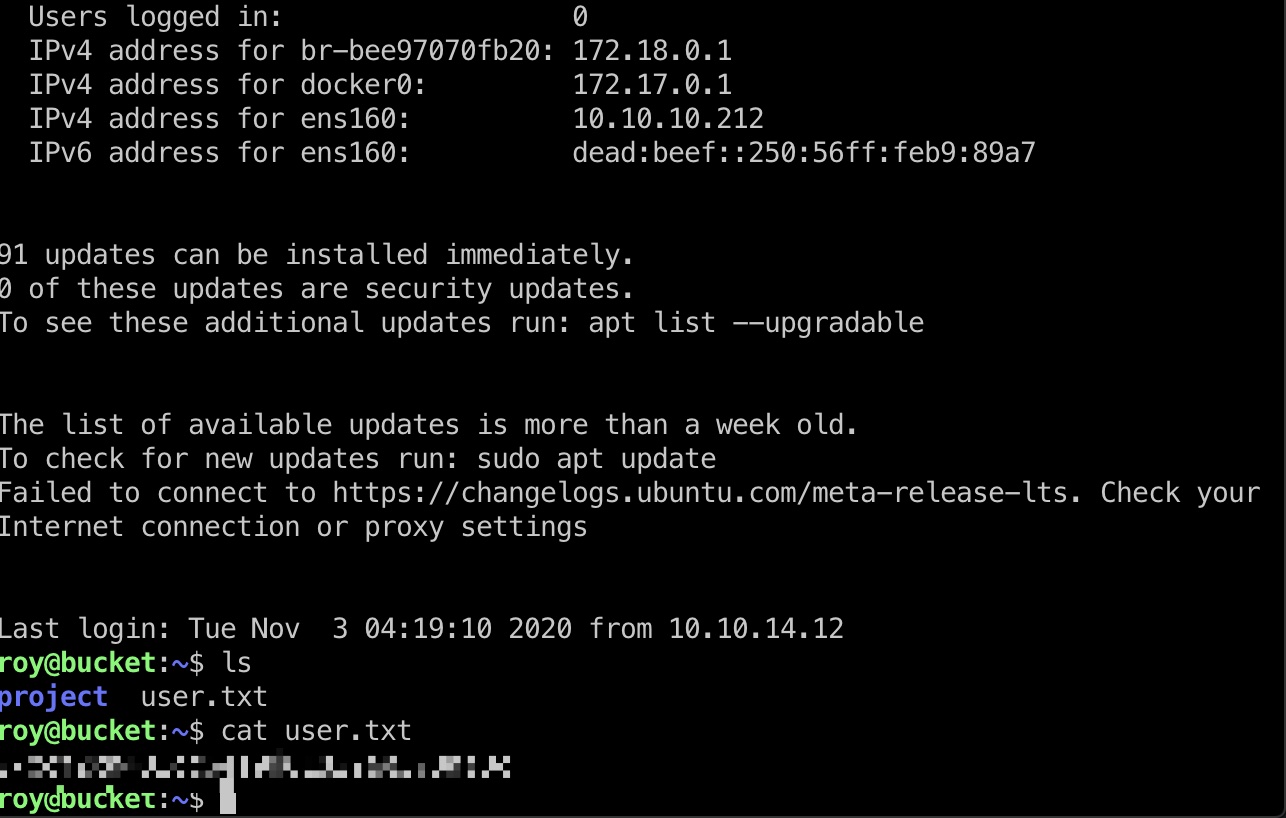 Users logged in: 0
IPv4 address for br-bee97070fb20: 172.18.0.1
IPv4 address for docker0: 172.17.0.1
IPv4 address for ens160: 10.10.10.212
IPv6 address for ens160: dead:beef::250:56ff:feb9:89a7
91 updates can be installed immediately.
0 of these updates are security updates.
To see these additional updates run: apt list --upgradable
The list of available updates is more than a week old.
To check for new updates run: sudo apt update
Failed to connect to https://changelogs.ubuntu.com/meta-release-lts. Check your
Internet connection or proxy settings
Last login: Tue Nov  3 04:19:10 2020 from 10.10.14.12
roy@bucket:~$ ls
project  user.txt
roy@bucket:~$ cat user.txt
roy@bucket:~$